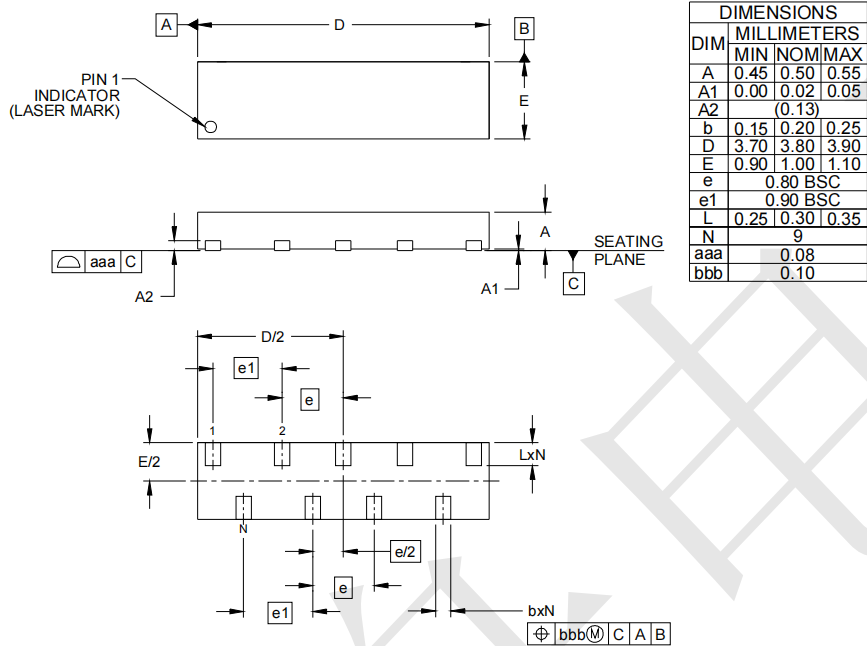 A
D
B
PIN 1
INDICATOR
(LASER MARK)
E
A
SEATING
PLANE
aaa C
A2
A1
C
D/2
e1
e
1
2
E/2
LxN
N
e/2
e
e1
bxN
bbb Ⓜ C A B
DIMENSIONS
DIM MILLIMETERS
MIN NOM MAX
A 0.45 0.50 0.55
A1 0.00 0.02 0.05
A2 (0.13)
b 0.15 0.20 0.25
D 3.70 3.80 3.90
E 0.90 1.00 1.10
e 0.80 BSC
e1 0.90 BSC
L 0.25 0.30 0.35
N 9
aaa 0.08
bbb 0.10